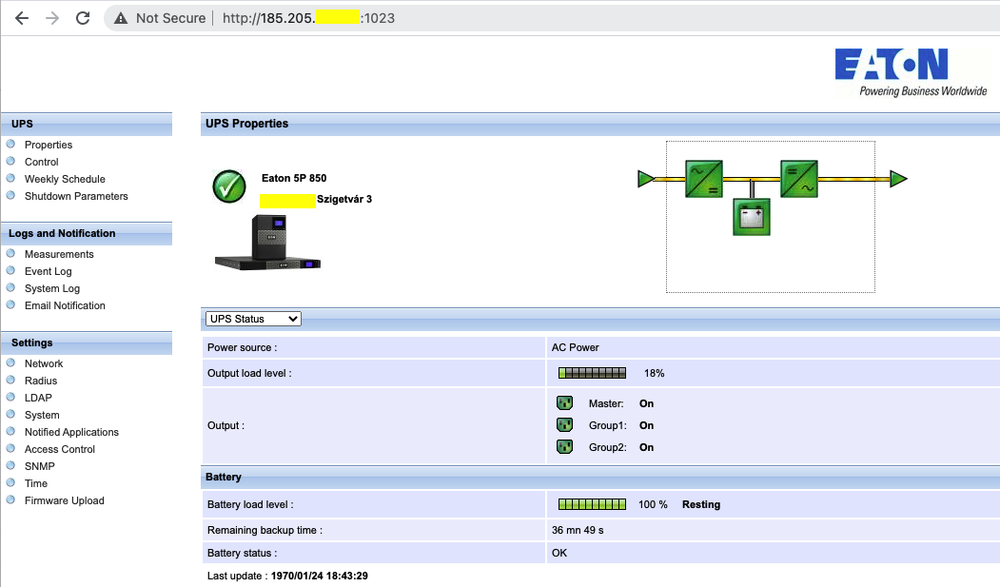 Not Secure | http://185.205. :1023
EATON
Powering Business Worldwide
UPS
Properties
Control
Weekly Schedule
Shutdown Parameters
Logs and Notification
Measurements
Event Log
System Log
Email Notification
Settings
Network
Radius
LDAP
System
Notified Applications
Access Control
SNMP
Time
Firmware Upload
UPS Properties
Eaton 5P 850
Szigetvár 3
UPS Status
Power source : AC Power
Output load level : 18%
Output :
Master: On
Group1: On
Group2: On
Battery
Battery load level : 100 % Resting
Remaining backup time : 36 mn 49 s
Battery status : OK
Last update : 1970/01/24 18:43:29